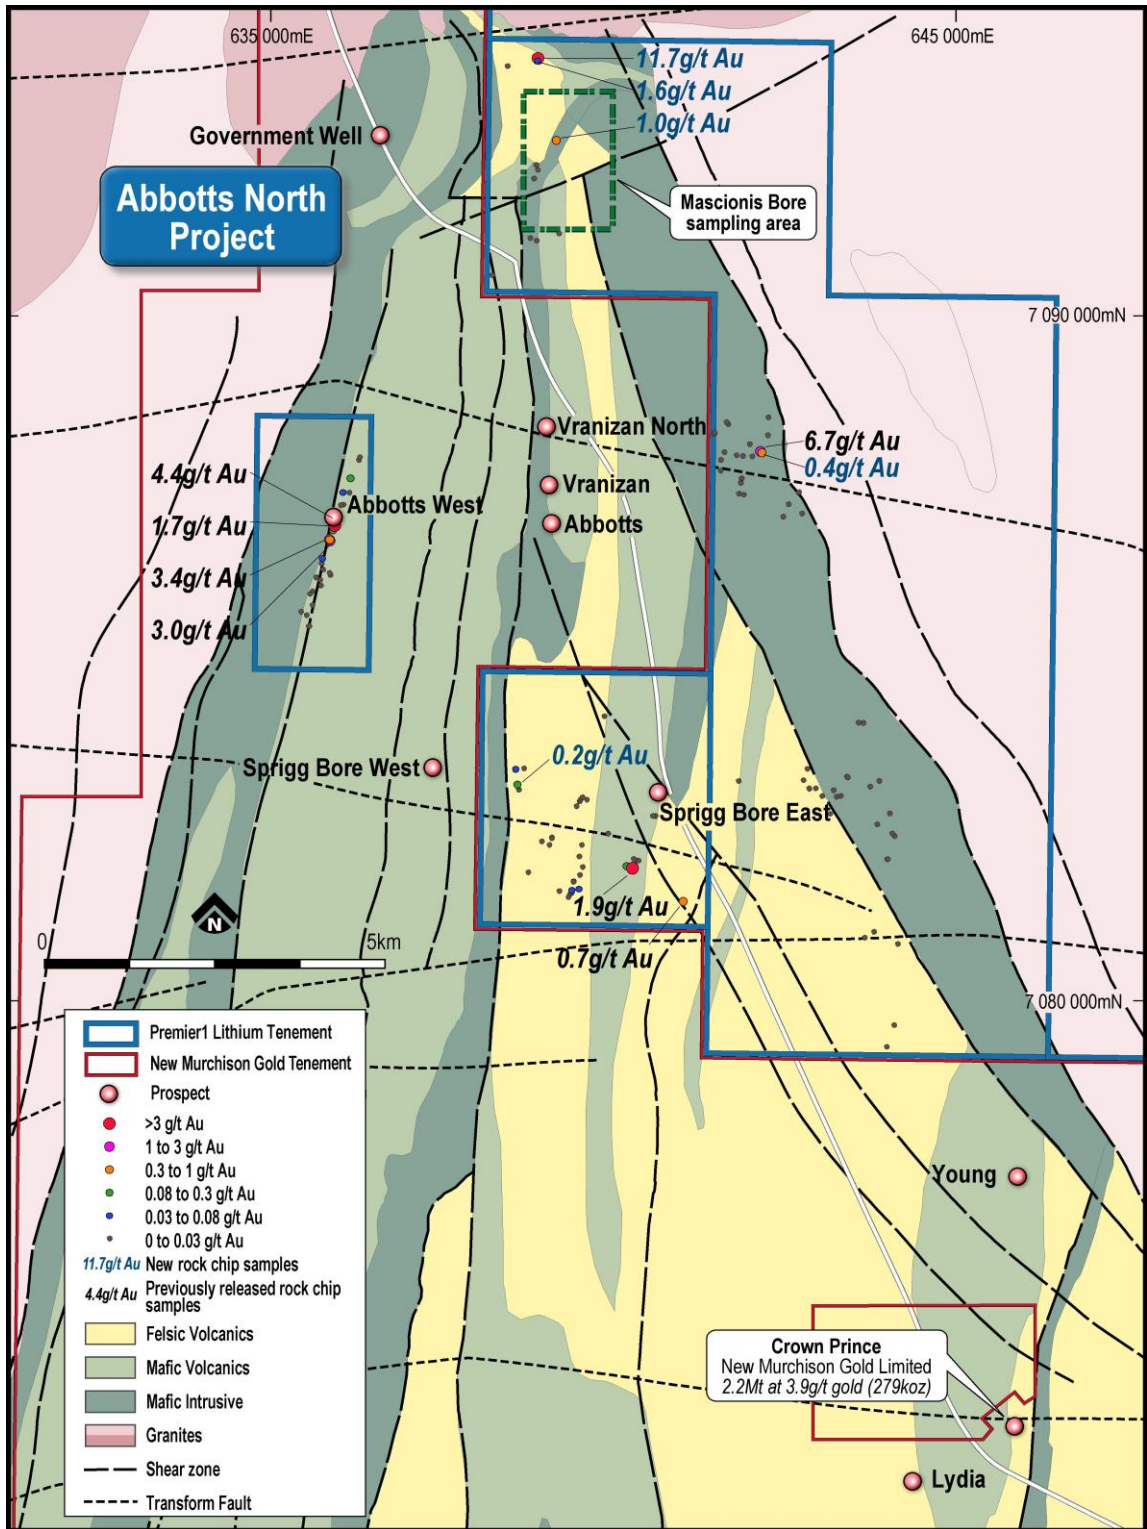 635 000mE
645 000mE
11.7g/t Au
1.6g/t Au
1.0g/t Au
Government Well
Abbotts North
Project
Mascionis Bore
sampling area
7 090 000mN
Vranizan North
6.7g/t Au
0.4g/t Au
4.4g/t Au
Abbotts West
Vranizan
1.7g/t Au
Abbotts
3.4g/t Au
3.0g/t Au
0.2g/t Au
Sprigg Bore West
Sprigg Bore East
1.9g/t Au
N
0
5km
0.7g/t Au
7 080 000mN
Premier1 Lithium Tenement
New Murchison Gold Tenement
Prospect
>3 g/t Au
1 to 3 g/t Au
0.3 to 1 g/t Au
0.08 to 0.3 g/t Au
0.03 to 0.08 g/t Au
0 to 0.03 g/t Au
11.7g/t Au New rock chip samples
4.4g/t Au Previously released rock chip
samples
Felsic Volcanics
Mafic Volcanics
Mafic Intrusive
Granites
Shear zone
Transform Fault
Young
Crown Prince
New Murchison Gold Limited
2.2Mt at 3.9g/t gold (279koz)
Lydia